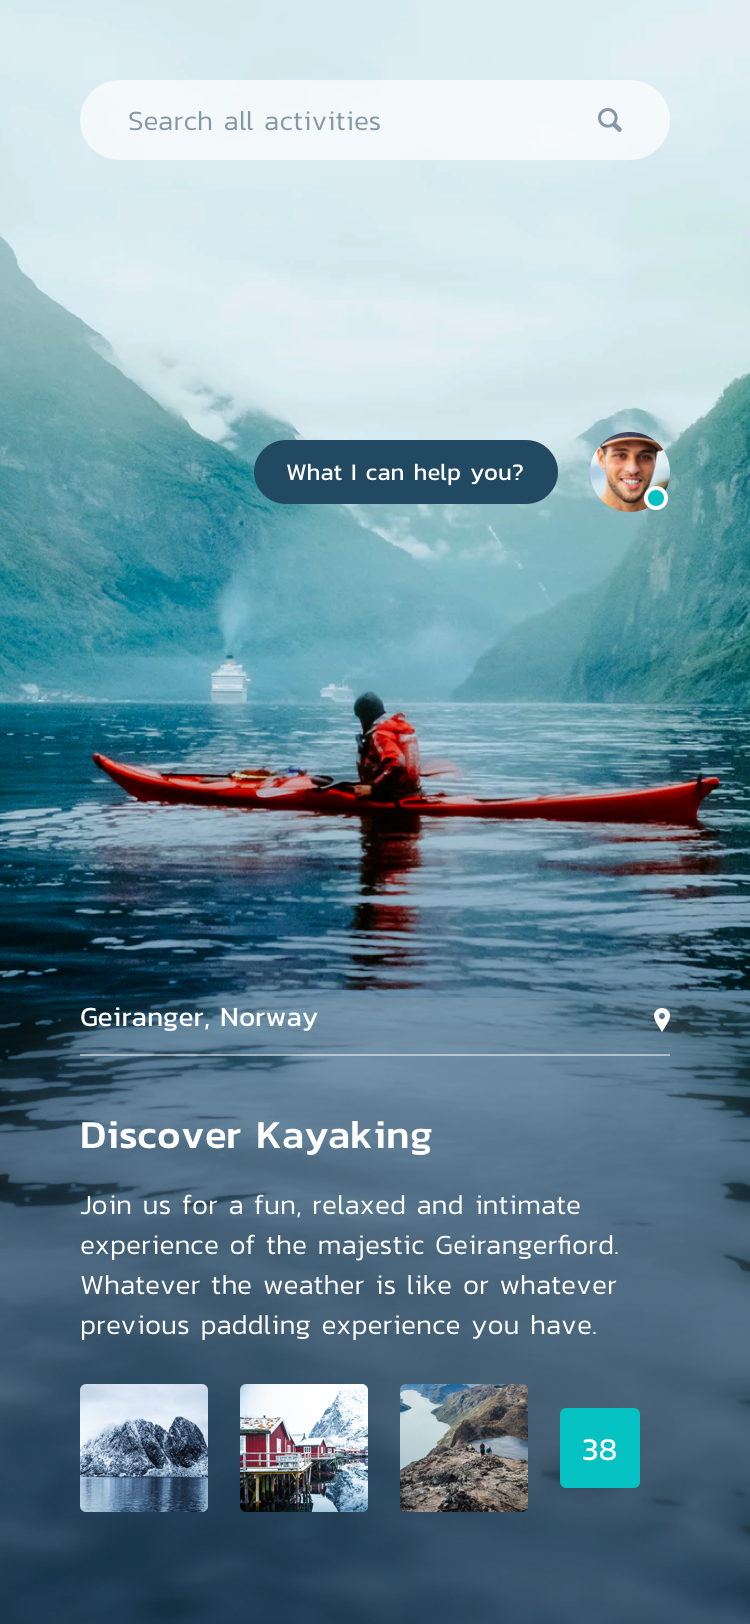 Search all activities
What I can help you?
Geiranger, Norway
Discover Kayaking
Join us for a fun, relaxed and intimate
experience of the majestic Geirangerfiord.
Whatever the weather is like or whatever
previous paddling experience you have.
38